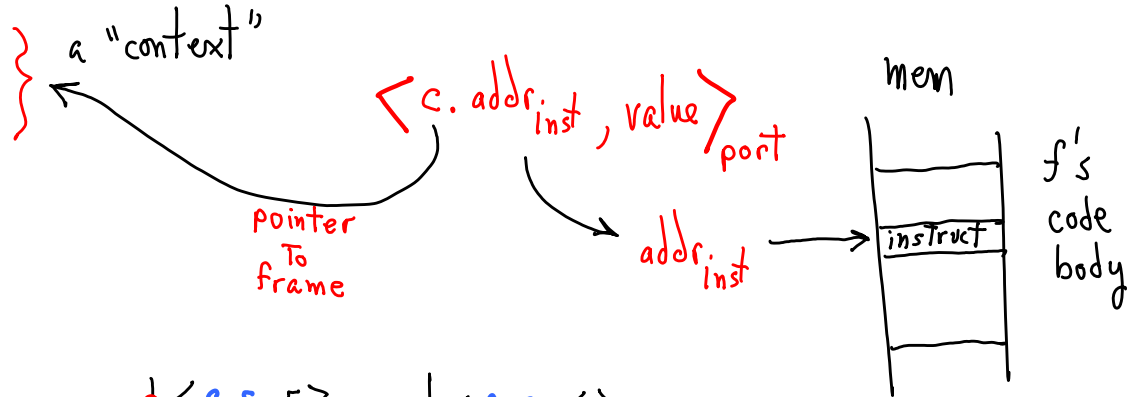 a "context"
<c. addr inst, value> port
mem
pointer
To
frame
addr inst
instruct
f's
code
body